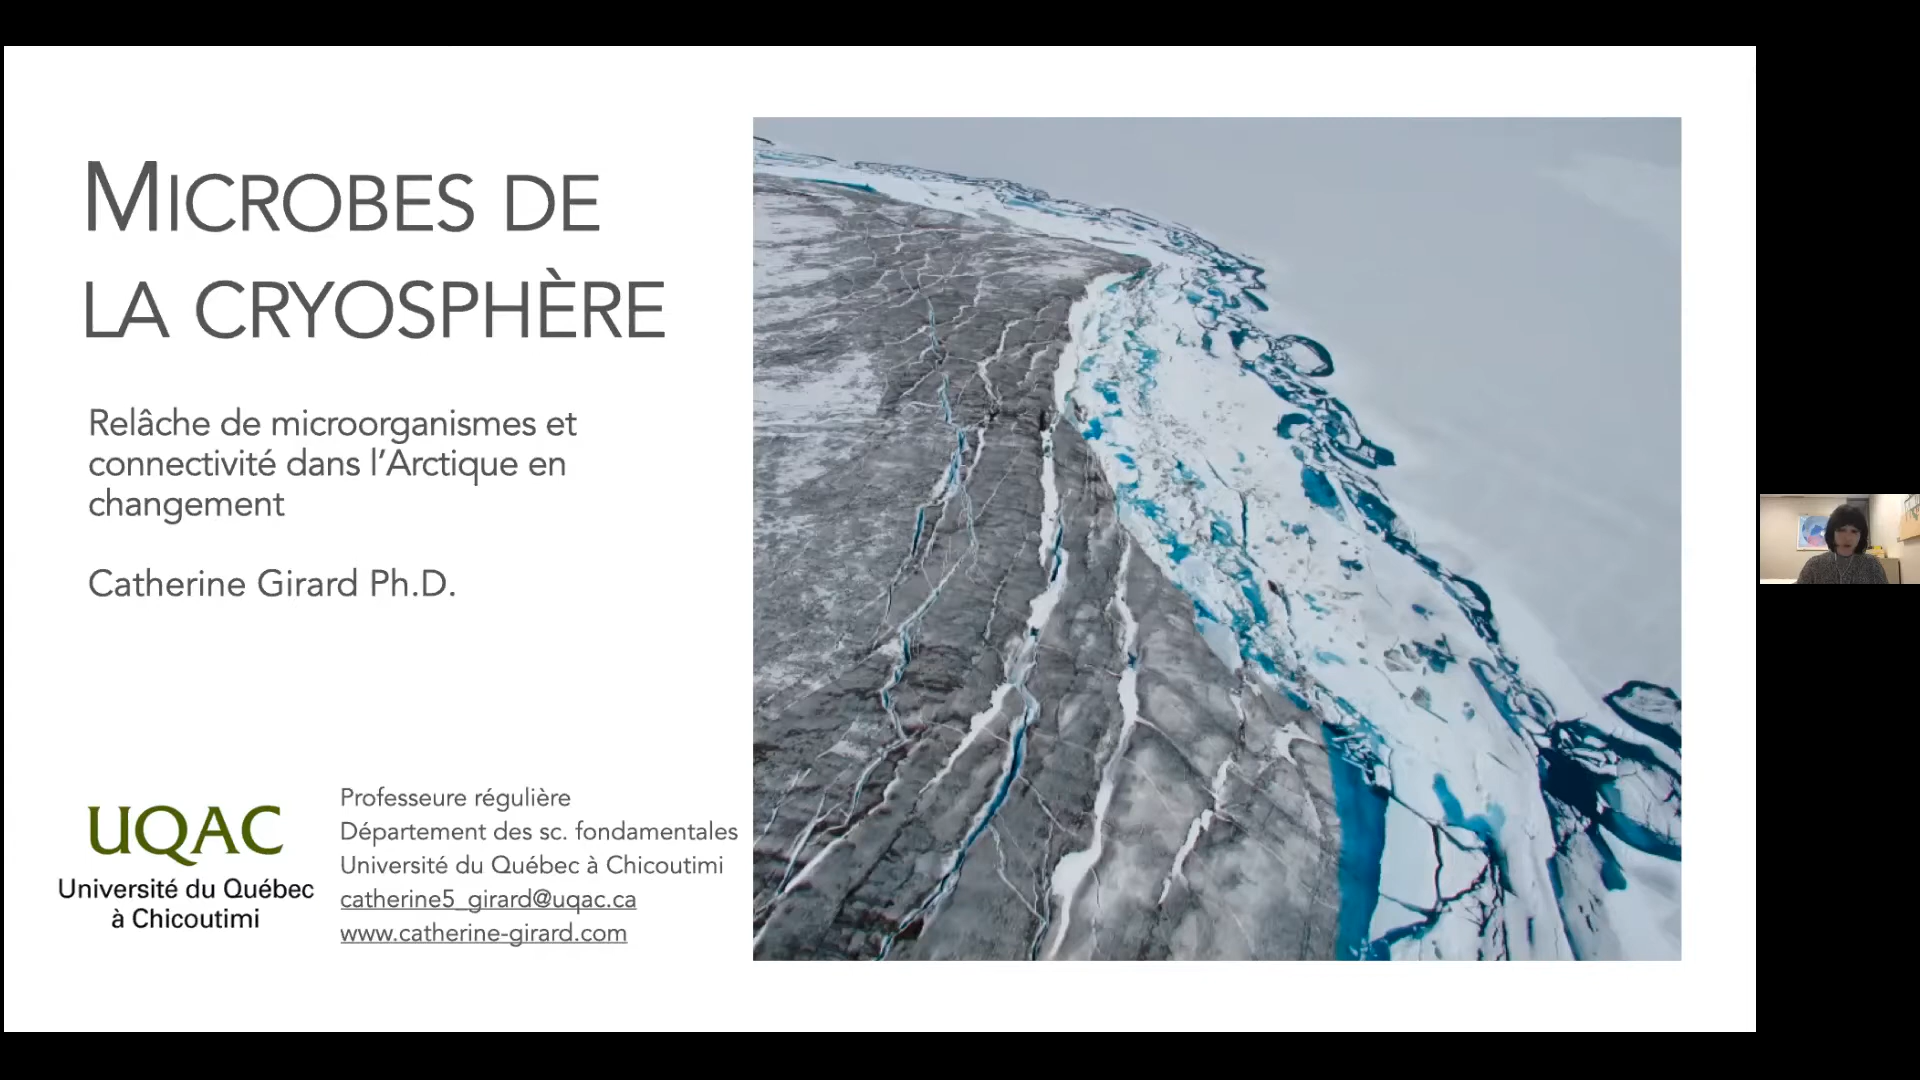 MICROBES DE
LA CRYOSPHÈRE
Relâche de microorganismes et
connectivité dans l'Arctique en
changement
Catherine Girard Ph.D.
UQAC
Université du Québec
à Chicoutimi
Professeure régulière
Département des sc. fondamentales
Université du Québec à Chicoutimi
catherine5_girard@uqac.ca
www.catherine-girard.com